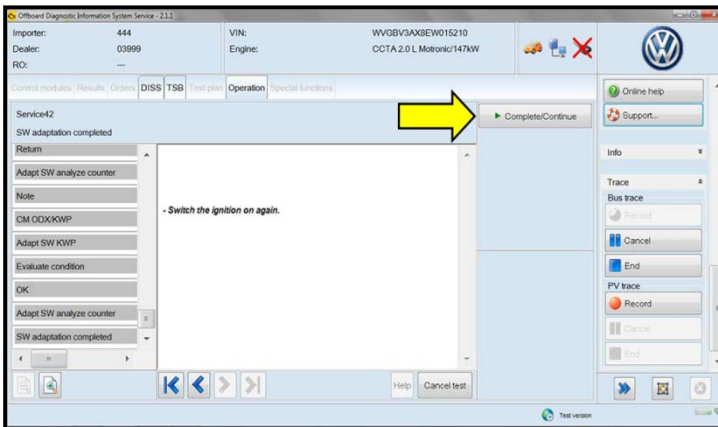 Offboard Diagnostic Information System Service - 2.1.1
Importer: 444 VIN: WVGBV3AX8EW015210
Dealer: 03999 Engine: CCTA 2.0 L Motronic/147kW
RO: ---
Control modules Results Orders DISS TSB Test plan Operation Special functions
Service42
SW adaptation completed
Complete/Continue
Return
Adapt SW analyze counter
Note
CM ODX/KWP
Adapt SW KWP
Evaluate condition
OK
Adapt SW analyze counter
SW adaptation completed
- Switch the ignition on again.
Help
Cancel test
Online help
Support...
Info
Trace
Bus trace
Record
Cancel
End
PV trace
Record
Cancel
End
Test version